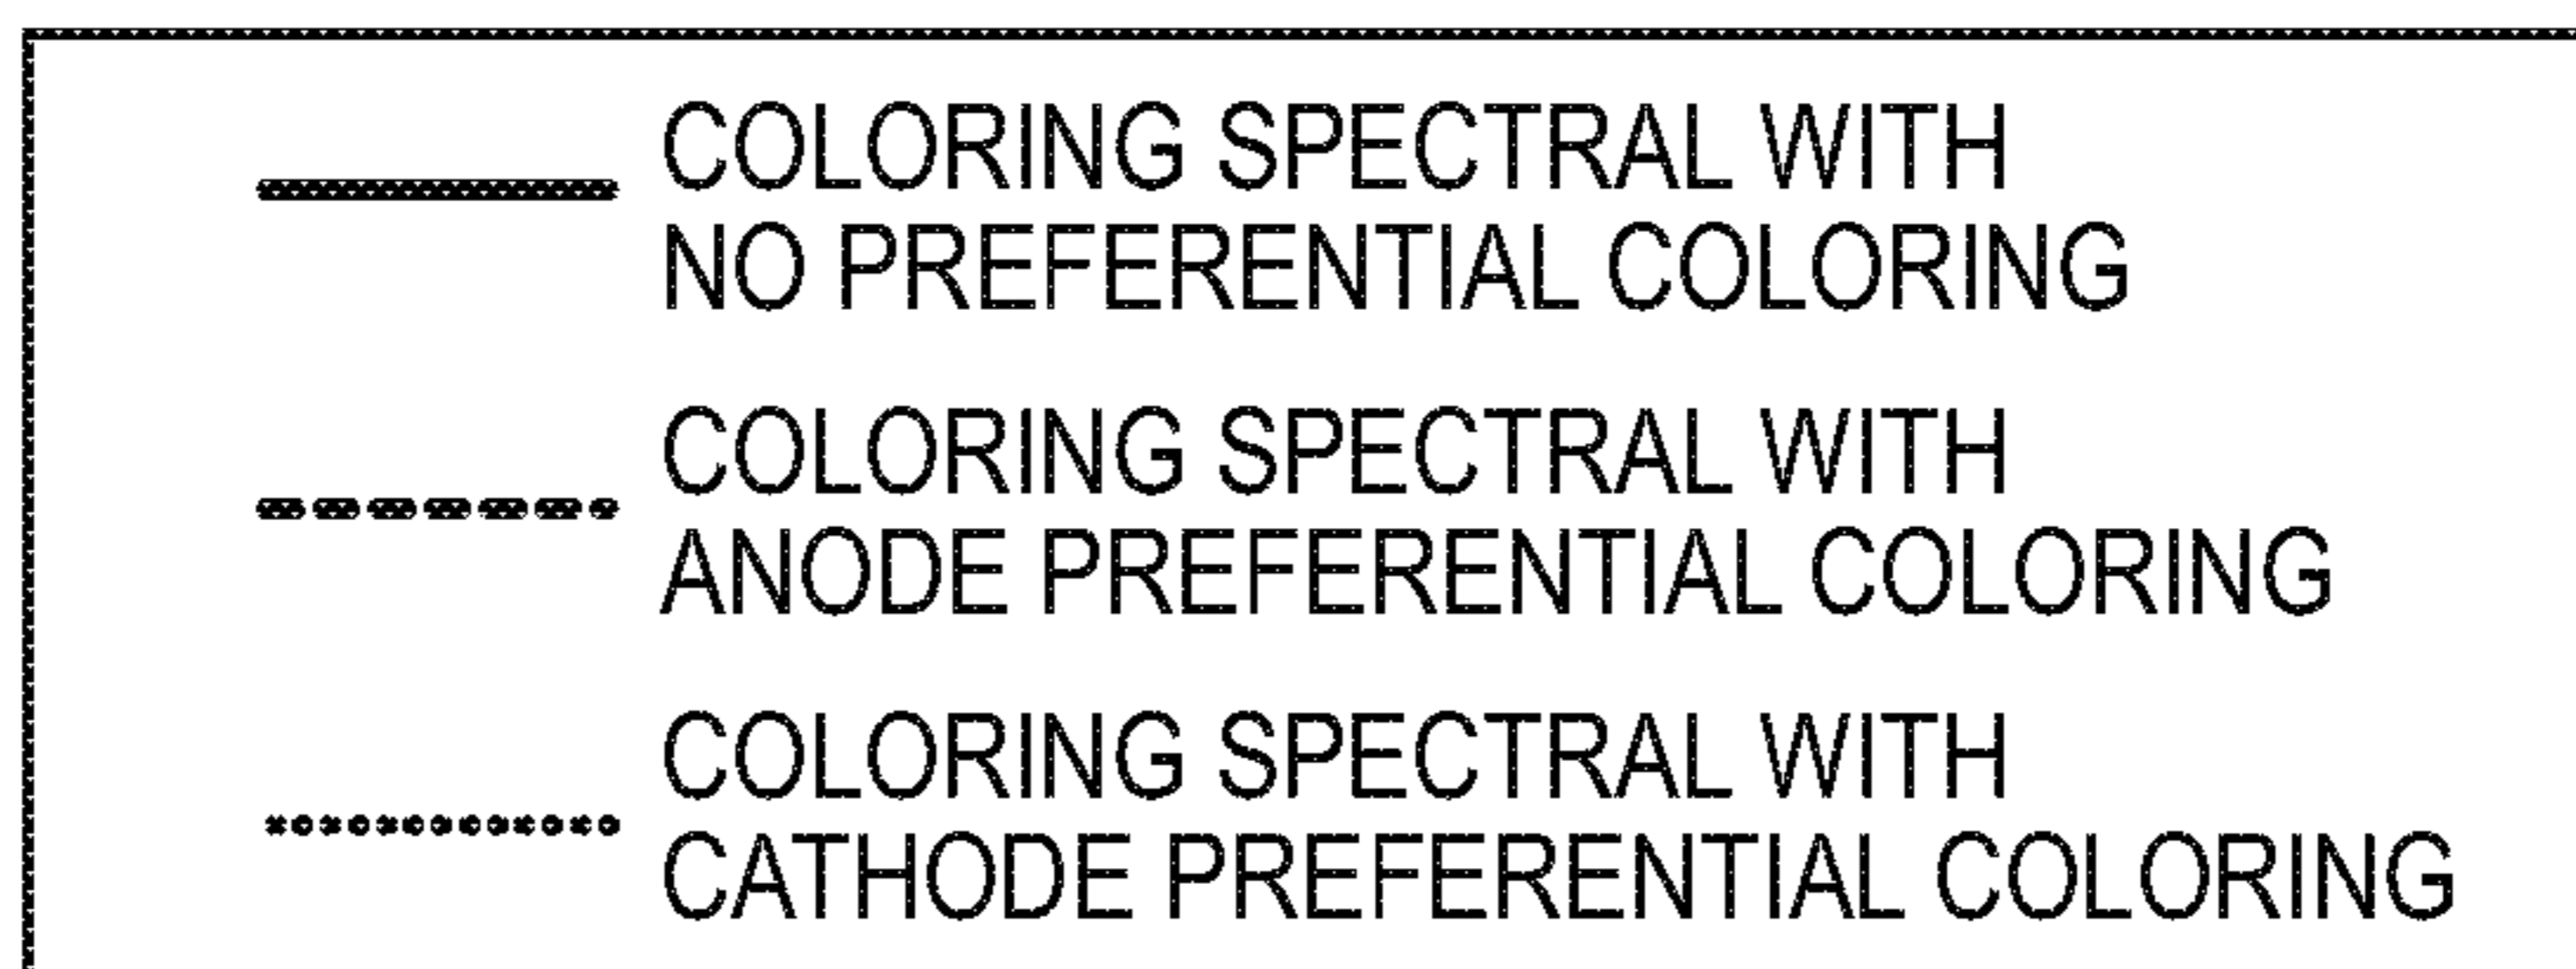 COLORING SPECTRAL WITH
NO PREFERENTIAL COLORING
COLORING SPECTRAL WITH
ANODE PREFERENTIAL COLORING
COLORING SPECTRAL WITH
CATHODE PREFERENTIAL COLORING